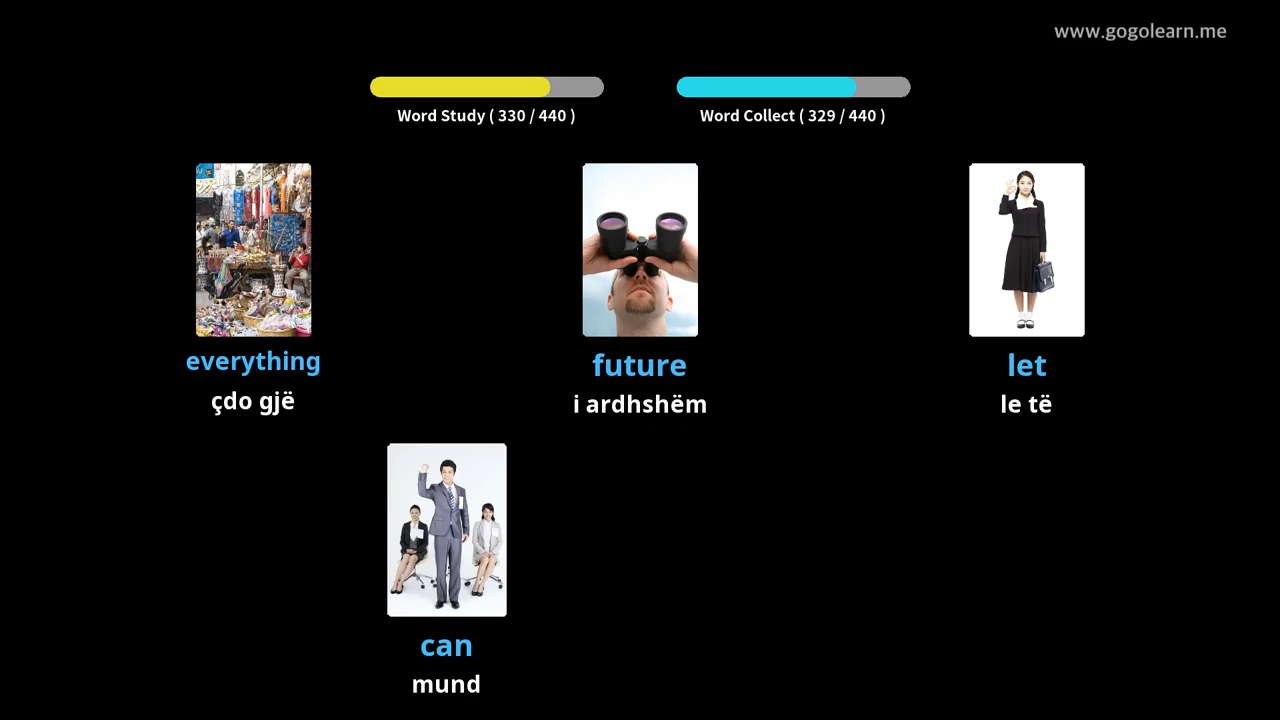 www.gogolearn.me
Word Study ( 330 / 440 )
Word Collect ( 329 / 440 )
everything
future
let
çdo gjë
i ardhshëm
le të
can
mund